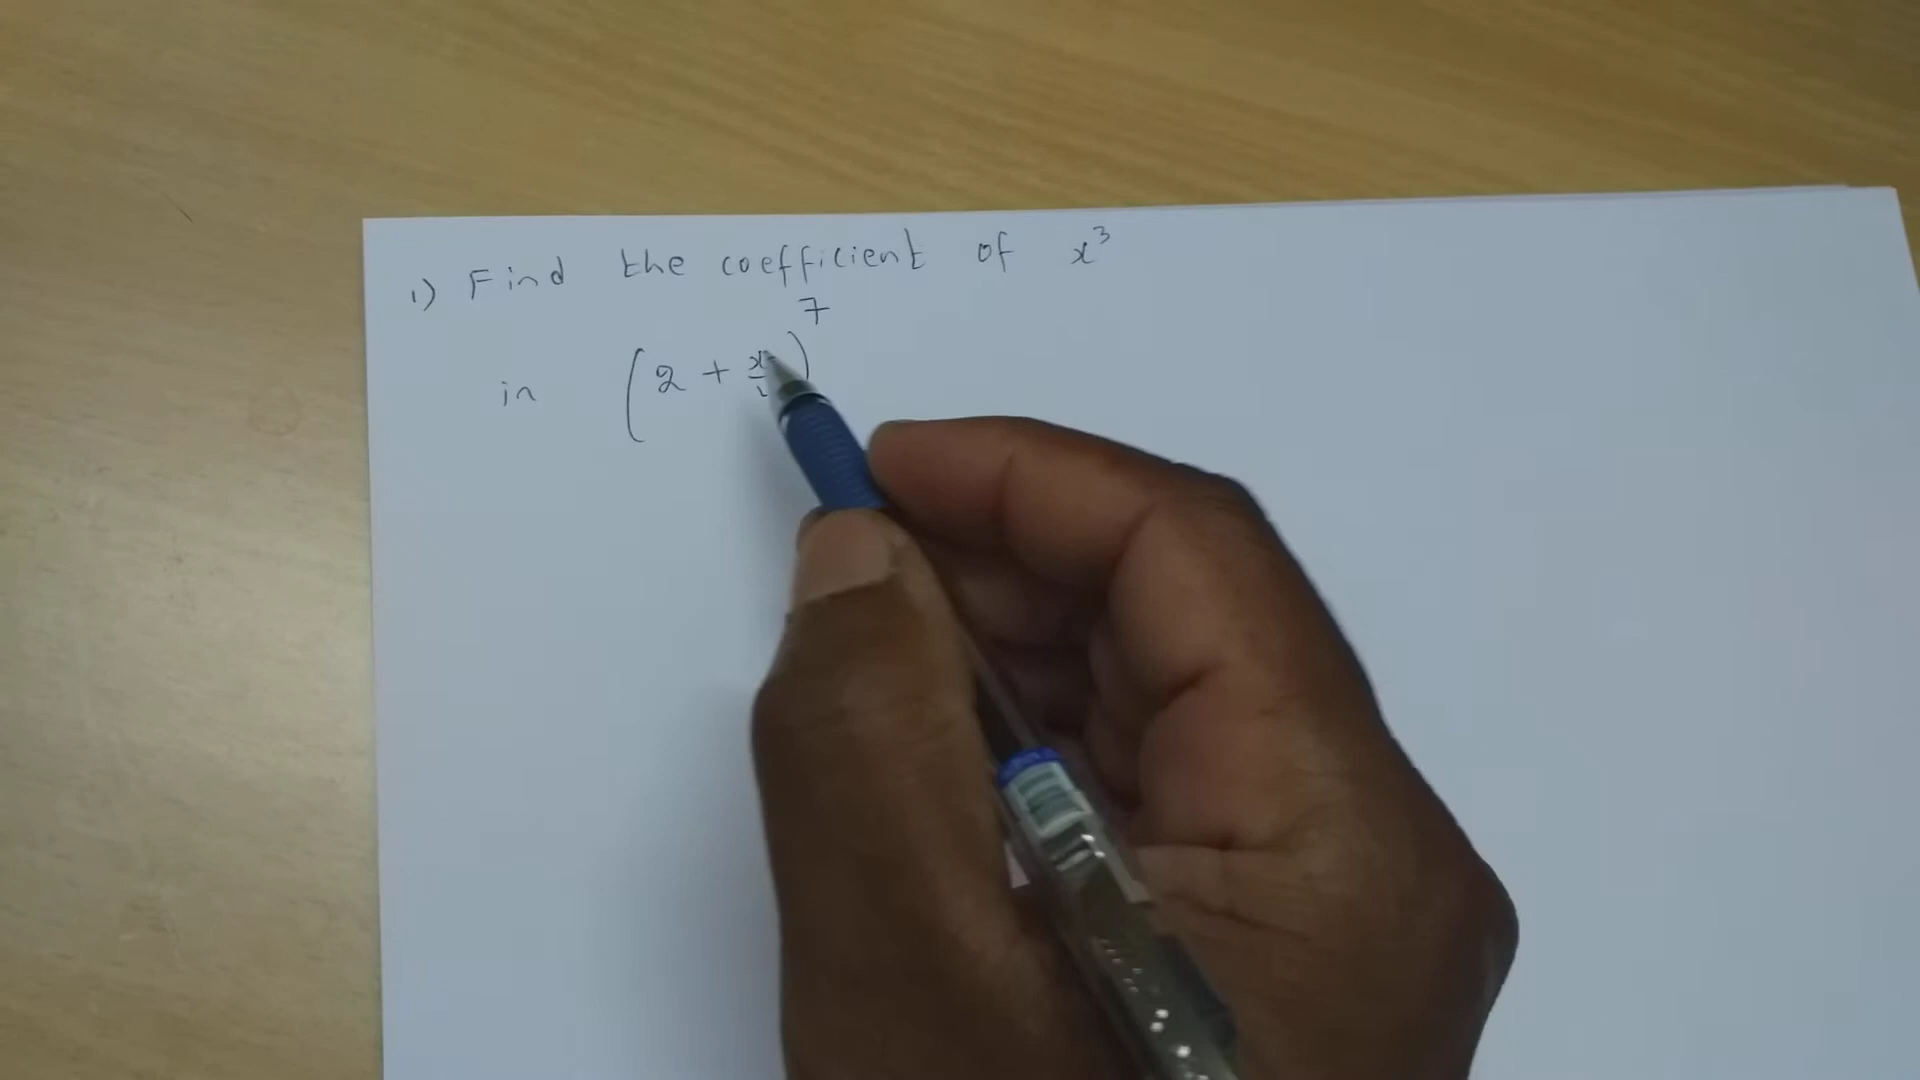 1) Find the coefficient of x³
in (2 + x/)⁷